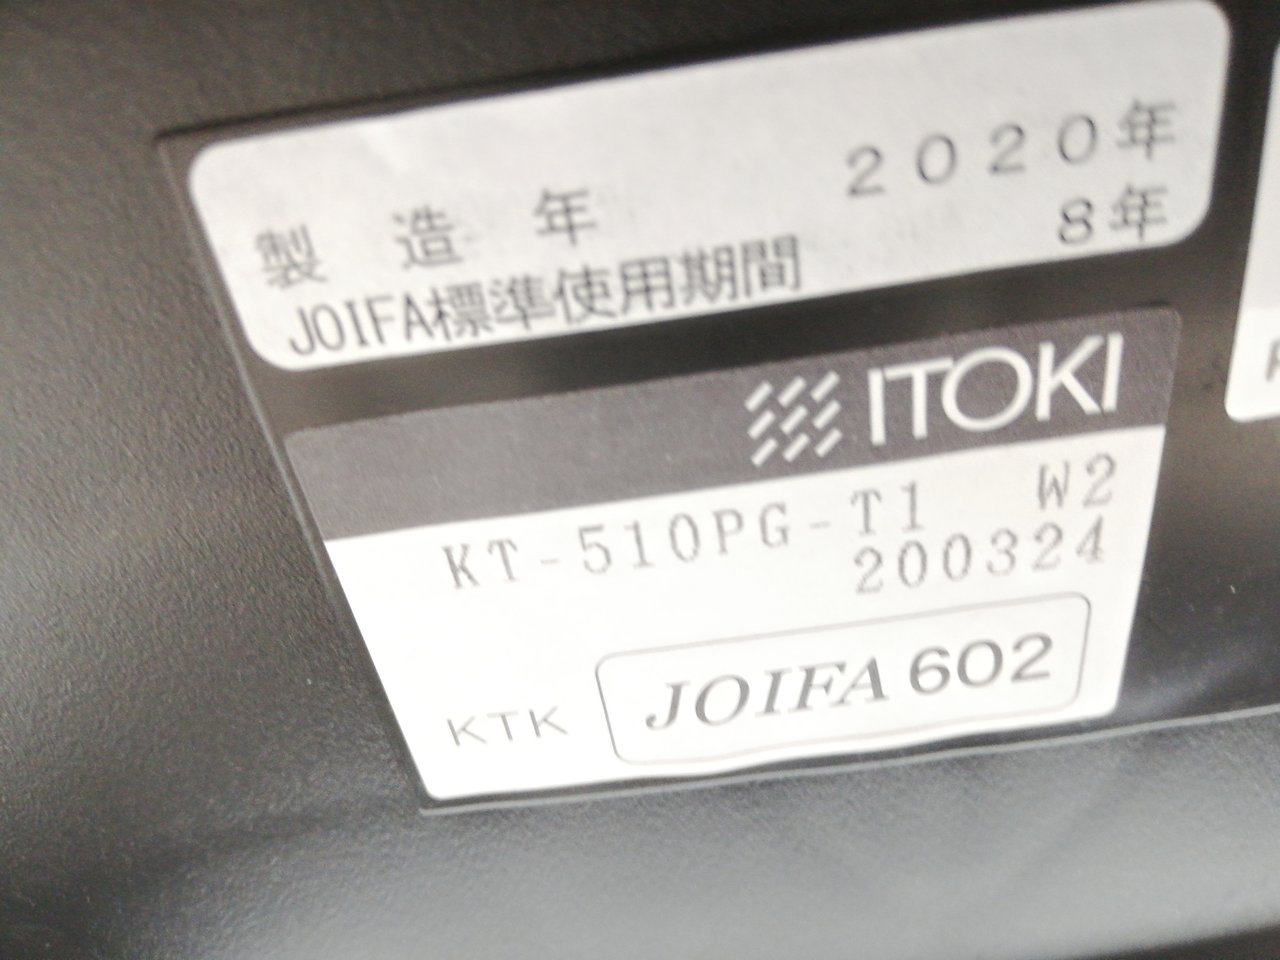 製造年 2020年
JOIFA標準使用期間 8年
ITOKI
KT-510PG-T1 W2
200324
KTK JOIFA 602